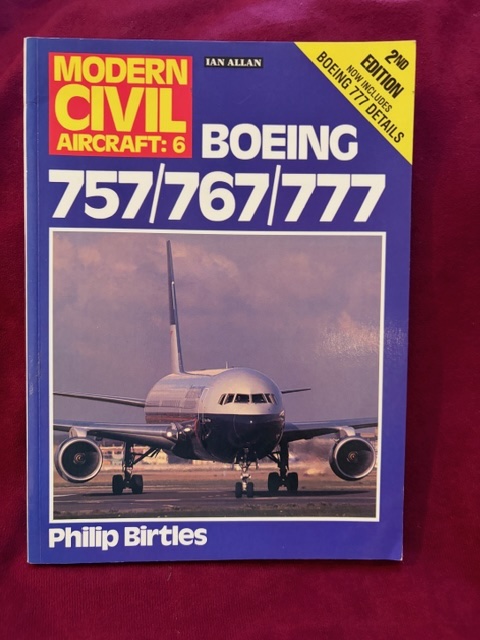 MODERN
CIVIL
AIRCRAFT: 6
IAN ALLAN
2ND
EDITION
NOW INCLUDES
BOEING 777 DETAILS
BOEING
757/767/777
Philip Birtles